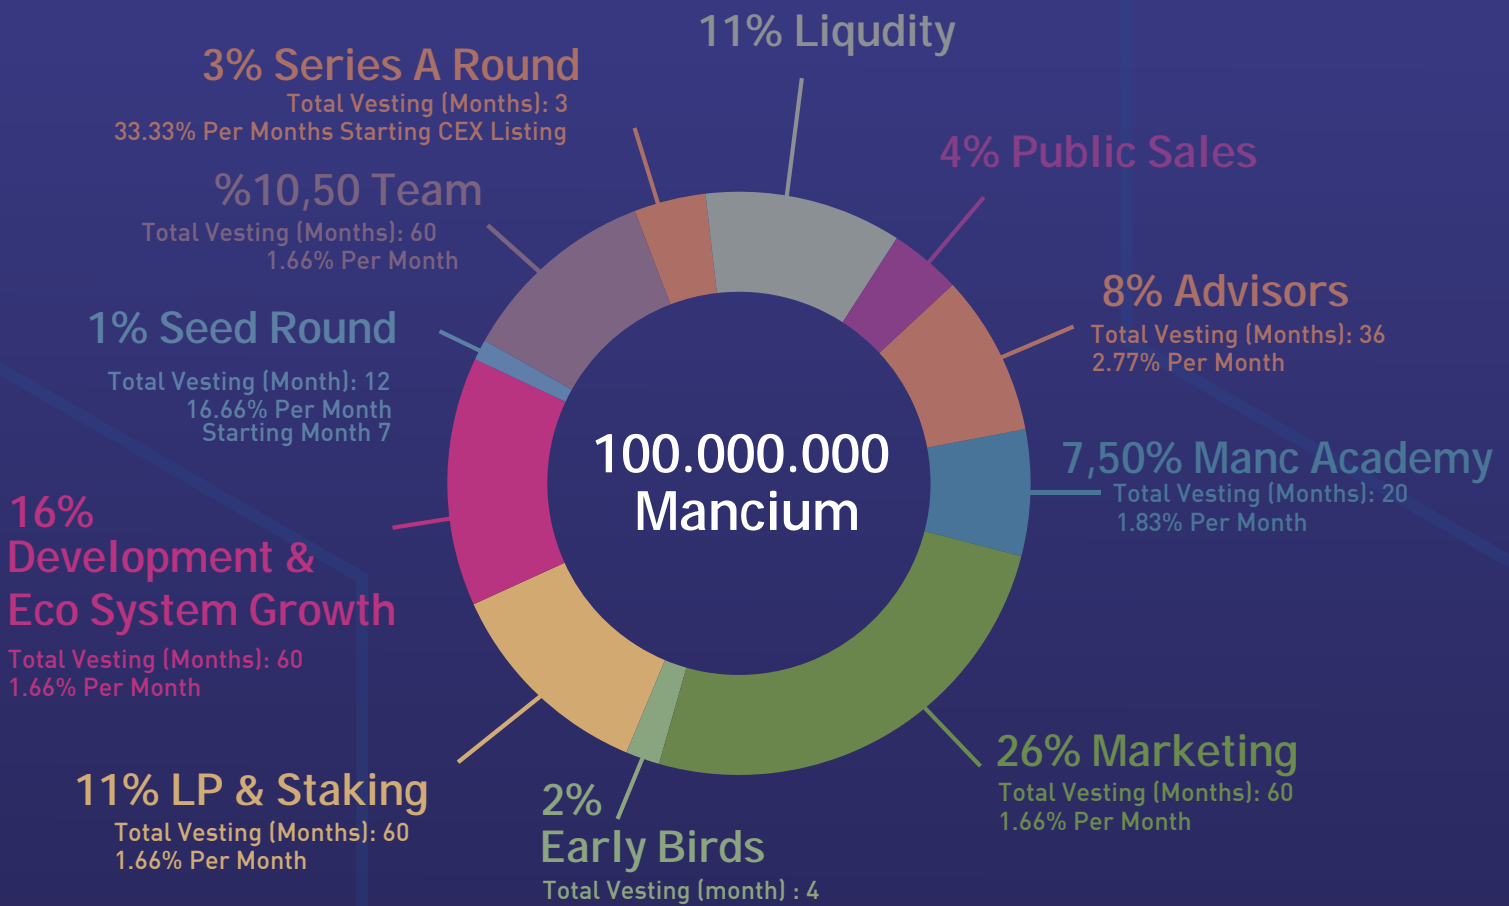 11% Liqudity
3% Series A Round
Total Vesting (Months): 3
33.33% Per Months Starting CEX Listing
4% Public Sales
%10,50 Team
Total Vesting (Months): 60
1.66% Per Month
8% Advisors
Total Vesting (Months): 36
2.77% Per Month
1% Seed Round
Total Vesting (Month): 12
16.66% Per Month
Starting Month 7
100.000.000
Mancium
7,50% Manc Academy
Total Vesting (Months): 20
1.83% Per Month
16%
Development &
Eco System Growth
Total Vesting (Months): 60
1.66% Per Month
26% Marketing
Total Vesting (Months): 60
1.66% Per Month
11% LP & Staking
Total Vesting (Months): 60
1.66% Per Month
2%
Early Birds
Total Vesting (month) : 4